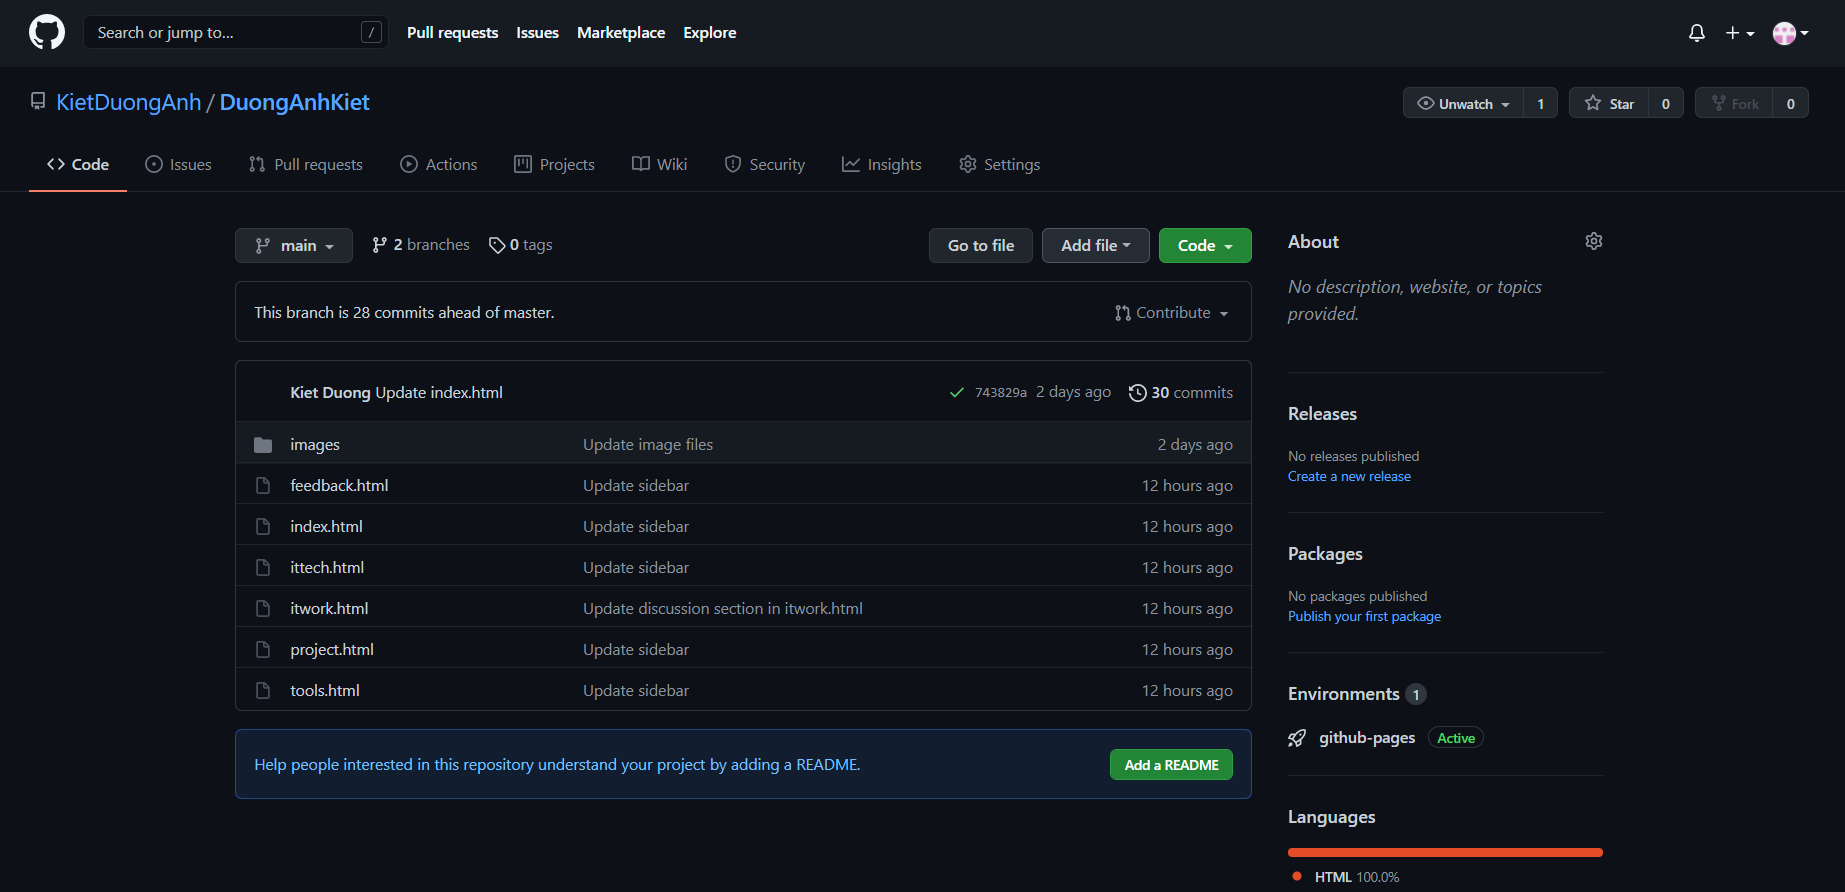 Search or jump to... /
Pull requests Issues Marketplace Explore
KietDuongAnh / DuongAnhKiet
Unwatch 1 Star 0 Fork 0
Code Issues Pull requests Actions Projects Wiki Security Insights Settings
main 2 branches 0 tags Go to file Add file Code
This branch is 28 commits ahead of master. Contribute
Kiet Duong Update index.html 743829a 2 days ago 30 commits
images Update image files 2 days ago
feedback.html Update sidebar 12 hours ago
index.html Update sidebar 12 hours ago
ittech.html Update sidebar 12 hours ago
itwork.html Update discussion section in itwork.html 12 hours ago
project.html Update sidebar 12 hours ago
tools.html Update sidebar 12 hours ago
Help people interested in this repository understand your project by adding a README. Add a README
About
No description, website, or topics
provided.
Releases
No releases published
Create a new release
Packages
No packages published
Publish your first package
Environments 1
github-pages Active
Languages
HTML 100.0%